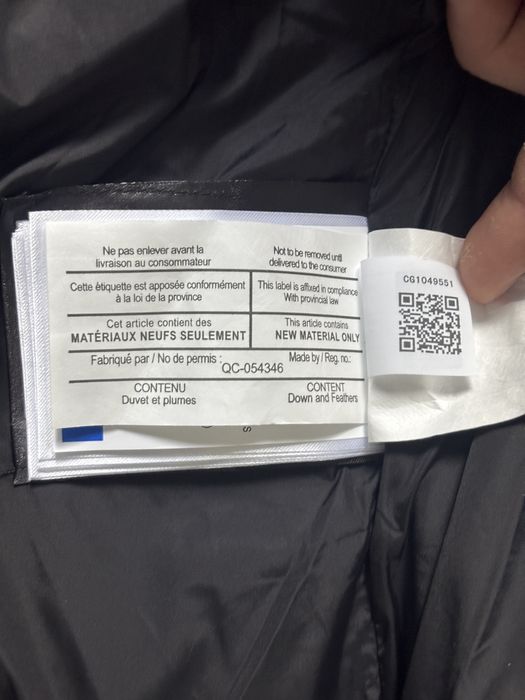 Ne pas enlever avant la
livraison au consommateur
Not to be removed until
delivered to the consumer
Cette étiquette est apposée conformément
à la loi de la province
This label is affixed in compliance
With provincial law
Cet article contient des
MATÉRIAUX NEUFS SEULEMENT
This article contains
NEW MATERIAL ONLY
Fabriqué par / No de permis :
QC-054346
Made by / Reg. no.:
CONTENU
Duvet et plumes
CONTENT
Down and Feathers
CG1049551